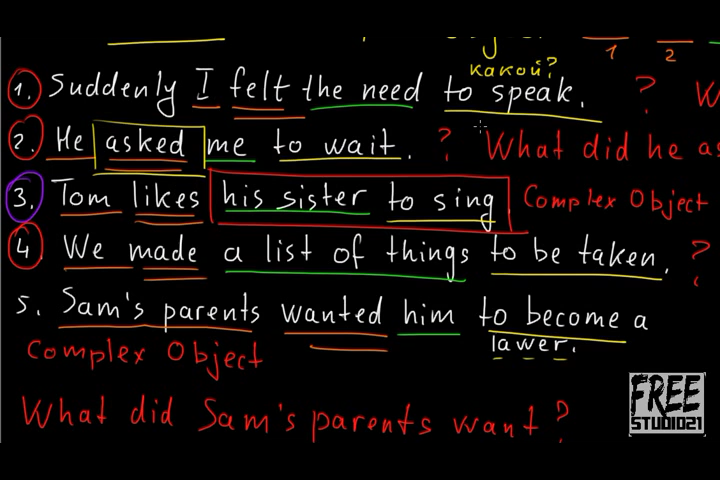 1 2
какой?
1. Suddenly I felt the need to speak. ? W
2. He asked me to wait. ? What did he as
3. Tom likes his sister to sing Complex Object
4. We made a list of things to be taken. ?
5. Sam's parents wanted him to become a
lawer.
Complex Object
What did Sam's parents want?
FREE
STUDIO21